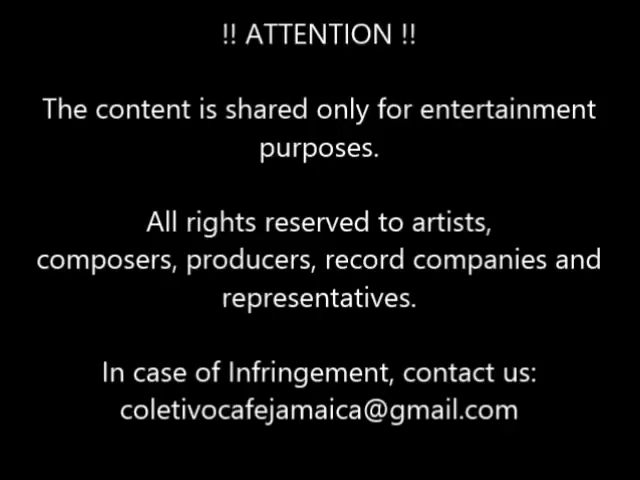 !! ATTENTION !!
The content is shared only for entertainment
purposes.
All rights reserved to artists,
composers, producers, record companies and
representatives.
In case of Infringement, contact us:
coletivocafejamaica@gmail.com